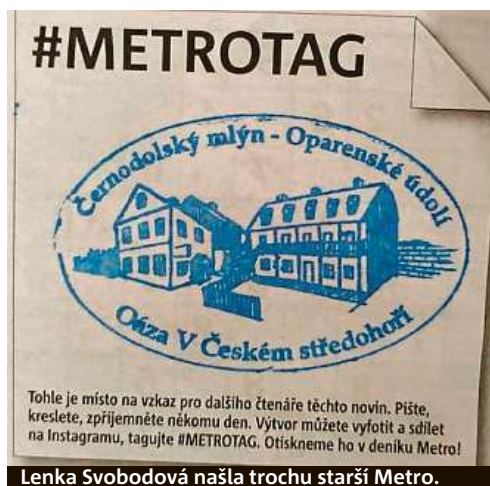 #METROTAG
Černodolský mlýn - Oparenské údolí
Oáza V Českém středohoří
Tohle je místo na vzkaz pro dalšího čtenáře těchto novin. Pište,
kreslete, zpříjemněte někomu den. Výtvor můžete vyfotit a sdílet
na Instagramu, tagujte #METROTAG. Otiskneme ho v deníku Metro!
Lenka Svobodová našla trochu starší Metro.